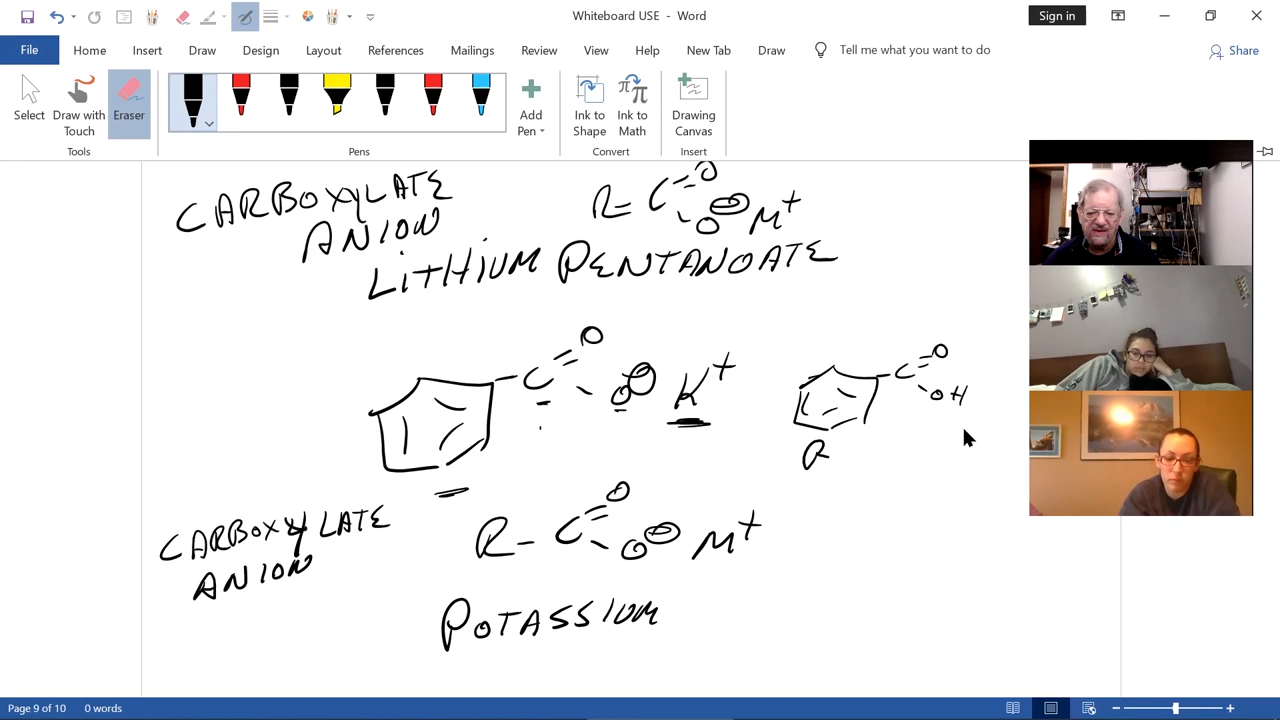 Whiteboard USE - Word
Sign in
File Home Insert Draw Design Layout References Mailings Review View Help New Tab Draw Tell me what you want to do Share
Select Draw with Touch Eraser Add Pen Ink to Shape Ink to Math Drawing Canvas
Tools Pens Convert Insert
CARBOXYLATE
ANION
R = C = O O⊖ M+
LITHIUM PENTANOATE
C = O O⊖ K+
C = O OH
R
CARBOXYLATE
ANION
R - C = O O⊖ M+
POTASSIUM
Page 9 of 10 0 words